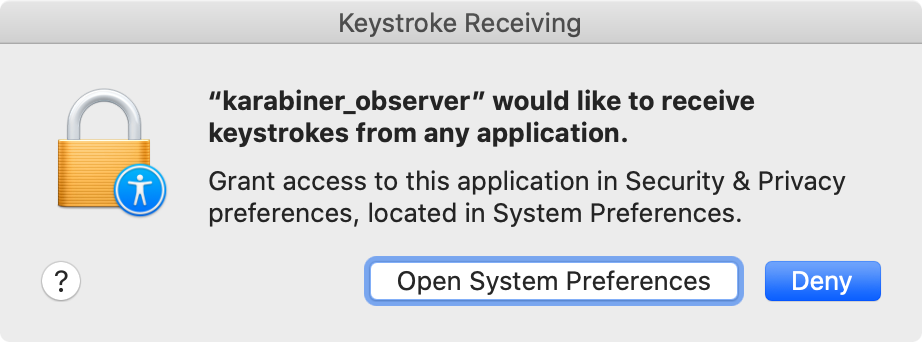 Keystroke Receiving
“karabiner_observer” would like to receive
keystrokes from any application.
Grant access to this application in Security & Privacy
preferences, located in System Preferences.
?
Open System Preferences
Deny